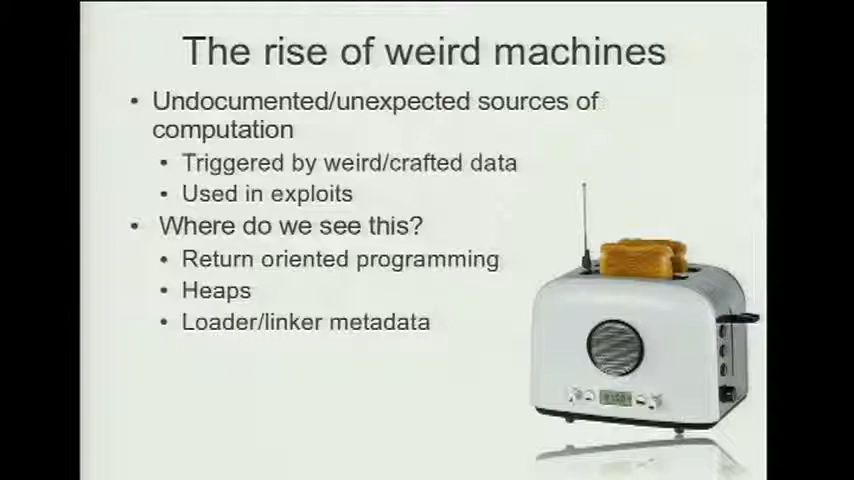 The rise of weird machines
• Undocumented/unexpected sources of
computation
• Triggered by weird/crafted data
• Used in exploits
• Where do we see this?
• Return oriented programming
• Heaps
• Loader/linker metadata